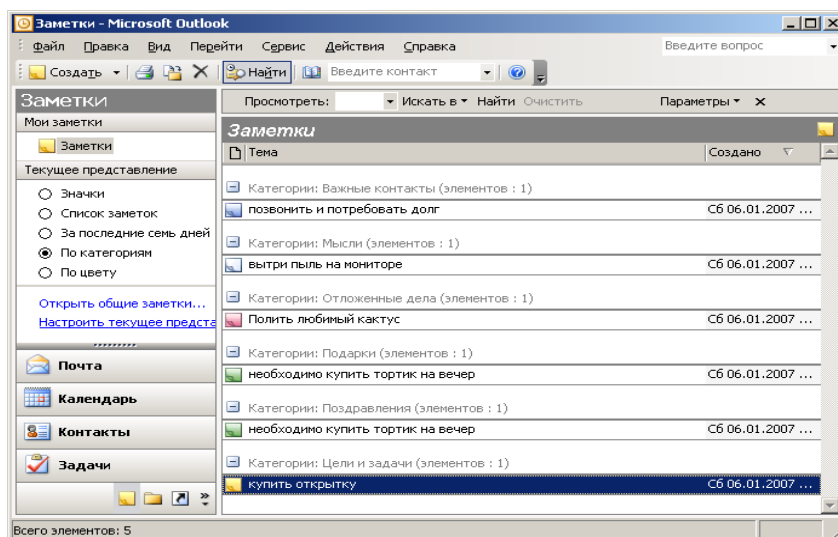 Заметки - Microsoft Outlook
Файл Правка Вид Перейти Сервис Действия Справка Введите вопрос
Создать Найти Введите контакт
Заметки
Мои заметки
Заметки
Текущее представление
Значки
Список заметок
За последние семь дней
По категориям
По цвету
Открыть общие заметки...
Настроить текущее предста
Почта
Календарь
Контакты
Задачи
Просмотреть: Искать в Найти Очистить Параметры
Заметки
Тема Создано
Категории: Важные контакты (элементов : 1)
позвонить и потребовать долг Сб 06.01.2007 ...
Категории: Мысли (элементов : 1)
вытри пыль на мониторе Сб 06.01.2007 ...
Категории: Отложенные дела (элементов : 1)
Полить любимый кактус Сб 06.01.2007 ...
Категории: Подарки (элементов : 1)
необходимо купить тортик на вечер Сб 06.01.2007 ...
Категории: Поздравления (элементов : 1)
необходимо купить тортик на вечер Сб 06.01.2007 ...
Категории: Цели и задачи (элементов : 1)
купить открытку Сб 06.01.2007 ...
Всего элементов: 5